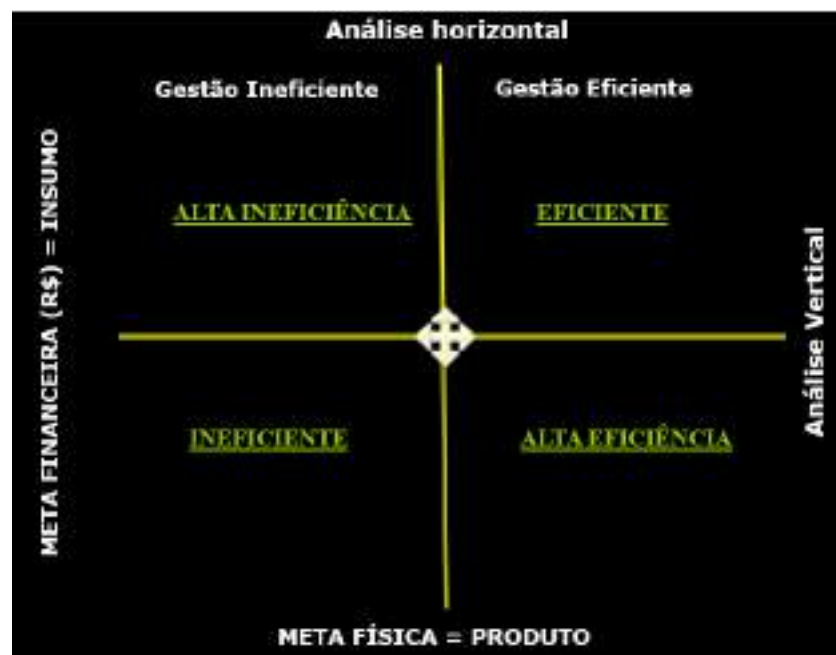 Análise horizontal
Gestão Ineficiente
Gestão Eficiente
META FINANCEIRA (R$) = INSUMO
ALTA INEFICIÊNCIA
EFICIENTE
Análise Vertical
INEFICIENTE
ALTA EFICIÊNCIA
META FÍSICA = PRODUTO